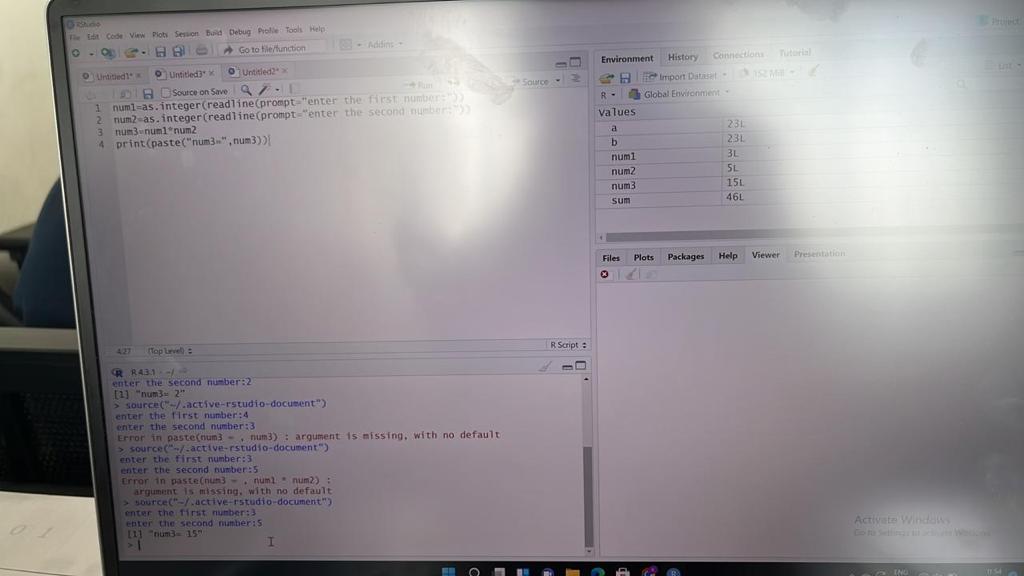 RStudio
File Edit Code View Plots Session Build Debug Profile Tools Help
Go to file/function Addins
Project
Untitled1* Untitled3* Untitled2*
Source on Save Run Source
1 num1=as.integer(readline(prompt="enter the first number:"))
2 num2=as.integer(readline(prompt="enter the second number:"))
3 num3=num1*num2
4 print(paste("num3=",num3))
4:27 (Top Level) R Script
R 4.3.1 · ~/
enter the second number:2
[1] "num3= 2"
> source("~/.active-rstudio-document")
enter the first number:4
enter the second number:3
Error in paste(num3 = , num3) : argument is missing, with no default
> source("~/.active-rstudio-document")
enter the first number:3
enter the second number:5
Error in paste(num3 = , num1 * num2) :
argument is missing, with no default
> source("~/.active-rstudio-document")
enter the first number:3
enter the second number:5
[1] "num3= 15"
>
Environment History Connections Tutorial
Import Dataset 152 MiB List
R Global Environment
Values
a 23L
b 23L
num1 3L
num2 5L
num3 15L
sum 46L
Files Plots Packages Help Viewer Presentation
Activate Windows
Go to Settings to activate Windows.
ENG 11:54
0 1